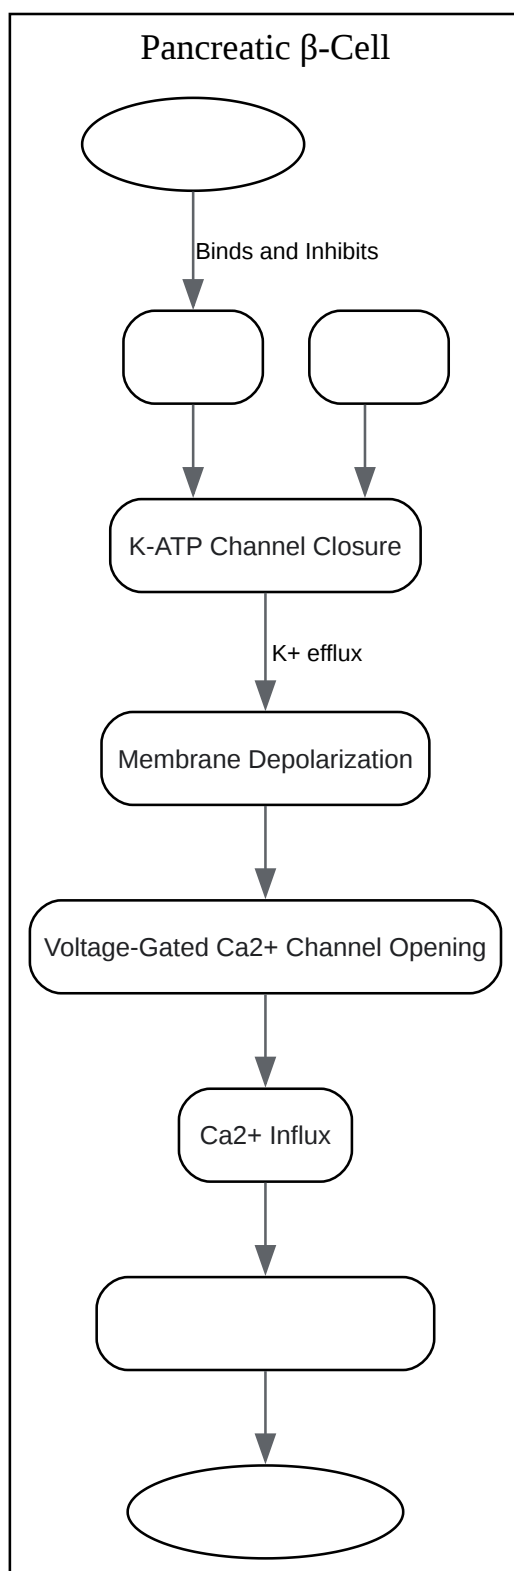 Pancreatic β-Cell
Binds and Inhibits
K-ATP Channel Closure
K+ efflux
Membrane Depolarization
Voltage-Gated Ca2+ Channel Opening
Ca2+ Influx